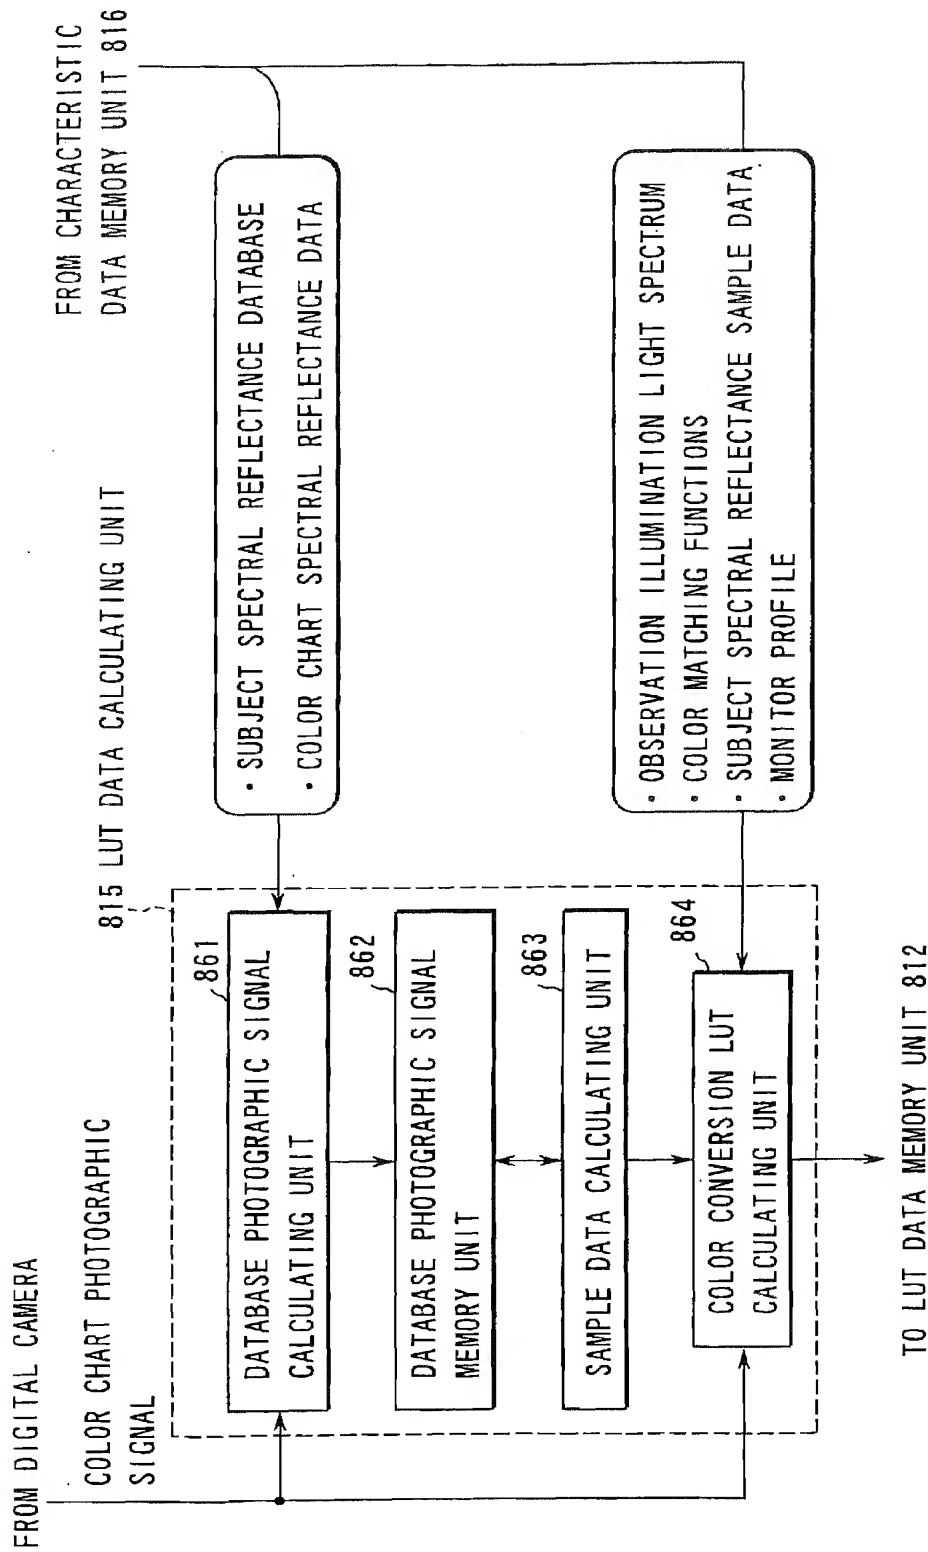 FROM DIGITAL CAMERA
COLOR CHART PHOTOGRAPHIC
SIGNAL
815 LUT DATA CALCULATING UNIT
FROM CHARACTERISTIC
DATA MEMORY UNIT 816
861
DATABASE PHOTOGRAPHIC SIGNAL
CALCULATING UNIT
• SUBJECT SPECTRAL REFLECTANCE DATABASE
• COLOR CHART SPECTRAL REFLECTANCE DATA
862
DATABASE PHOTOGRAPHIC SIGNAL
MEMORY UNIT
863
SAMPLE DATA CALCULATING UNIT
864
COLOR CONVERSION LUT
CALCULATING UNIT
• OBSERVATION ILLUMINATION LIGHT SPECTRUM
• COLOR MATCHING FUNCTIONS
• SUBJECT SPECTRAL REFLECTANCE SAMPLE DATA
• MONITOR PROFILE
TO LUT DATA MEMORY UNIT 812